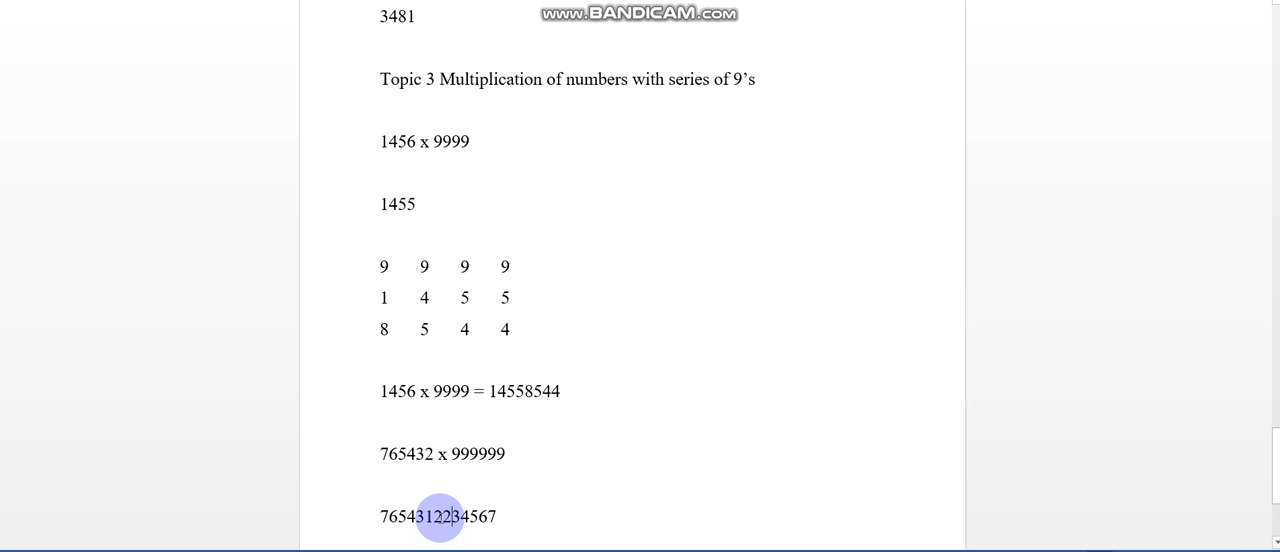 www.BANDICAM.com
3481
Topic 3 Multiplication of numbers with series of 9’s
1456 x 9999
1455
9 9 9 9
1 4 5 5
8 5 4 4
1456 x 9999 = 14558544
765432 x 999999
7654312234567